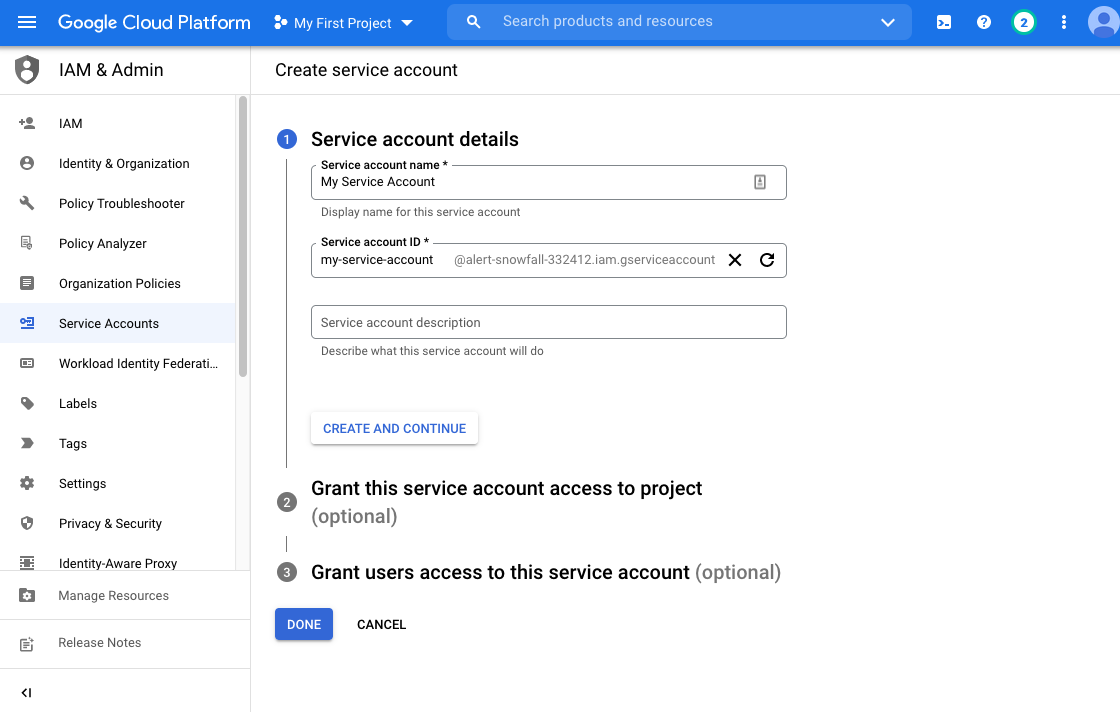 Google Cloud Platform
My First Project
Search products and resources
2
IAM & Admin
Create service account
IAM
Identity & Organization
Policy Troubleshooter
Policy Analyzer
Organization Policies
Service Accounts
Workload Identity Federati...
Labels
Tags
Settings
Privacy & Security
Identity-Aware Proxy
Manage Resources
Release Notes
1 Service account details
Service account name *
My Service Account
Display name for this service account
Service account ID *
my-service-account @alert-snowfall-332412.iam.gserviceaccount
Service account description
Describe what this service account will do
CREATE AND CONTINUE
2 Grant this service account access to project
(optional)
3 Grant users access to this service account (optional)
DONE CANCEL